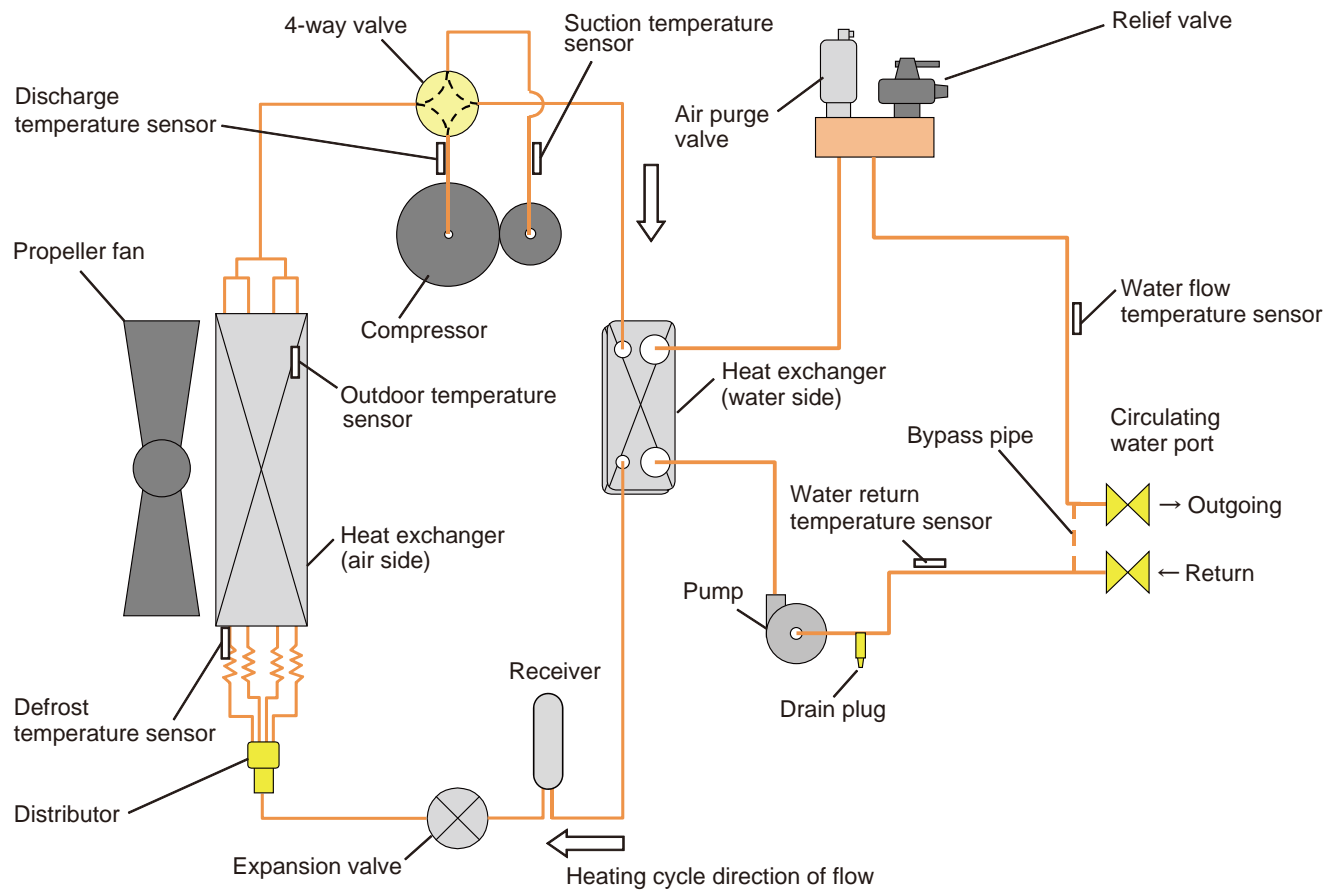 4-way valve
Suction temperature
sensor
Relief valve
Discharge
temperature sensor
Air purge
valve
Propeller fan
Compressor
Water flow
temperature sensor
Outdoor temperature
sensor
Heat exchanger
(water side)
Bypass pipe
Circulating
water port
Water return
temperature sensor
→ Outgoing
Heat exchanger
(air side)
← Return
Pump
Receiver
Defrost
temperature sensor
Drain plug
Distributor
Expansion valve
Heating cycle direction of flow